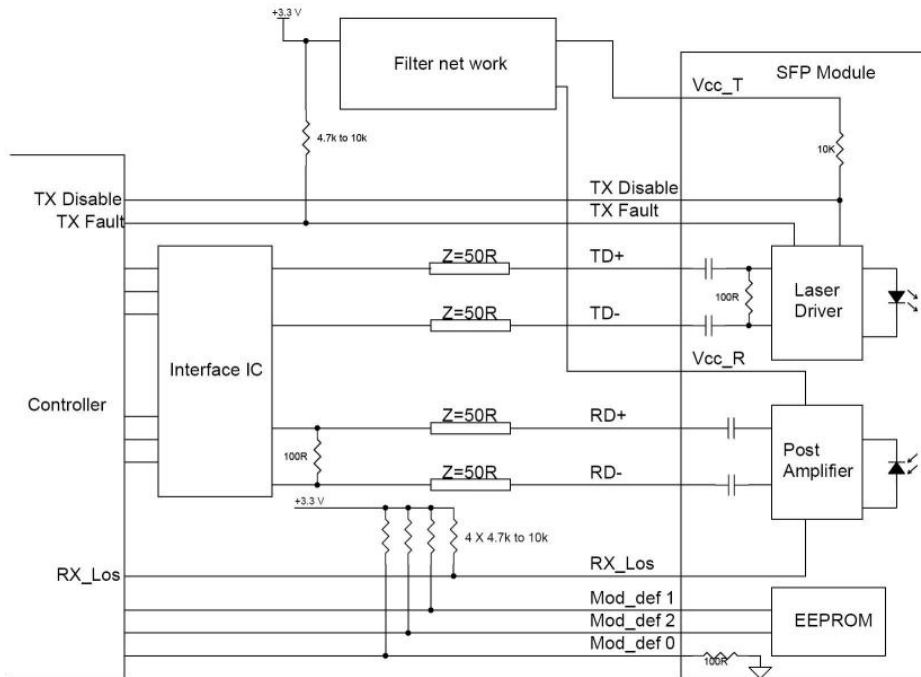 +3.3 V
Filter net work
SFP Module
Vcc_T
4.7k to 10k
10K
TX Disable
TX Disable
TX Fault
TX Fault
Z=50R
TD+
100R
Laser
Driver
Z=50R
TD-
Interface IC
Vcc_R
Controller
Z=50R
RD+
100R
Post
Amplifier
Z=50R
RD-
+3.3 V
4 X 4.7k to 10k
RX_Los
RX_Los
Mod_def 1
EEPROM
Mod_def 2
Mod_def 0
100R